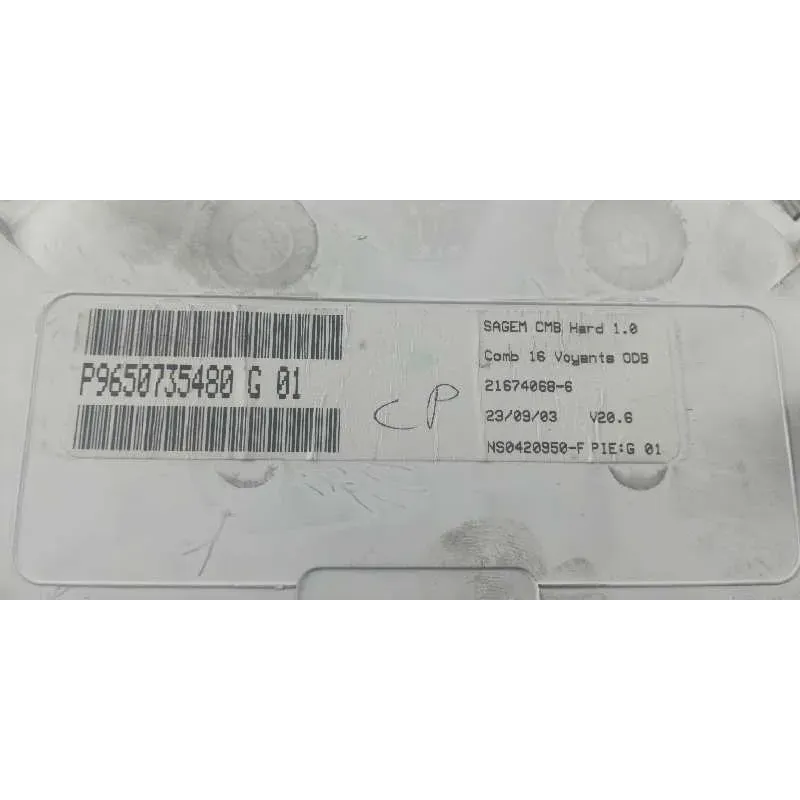 P9650735480 G 01
CP
SAGEM CMB Hard 1.0
Comb 16 Voyants ODB
21674068-6
23/09/03 V20.6
NS0420950-F PIE:G 01